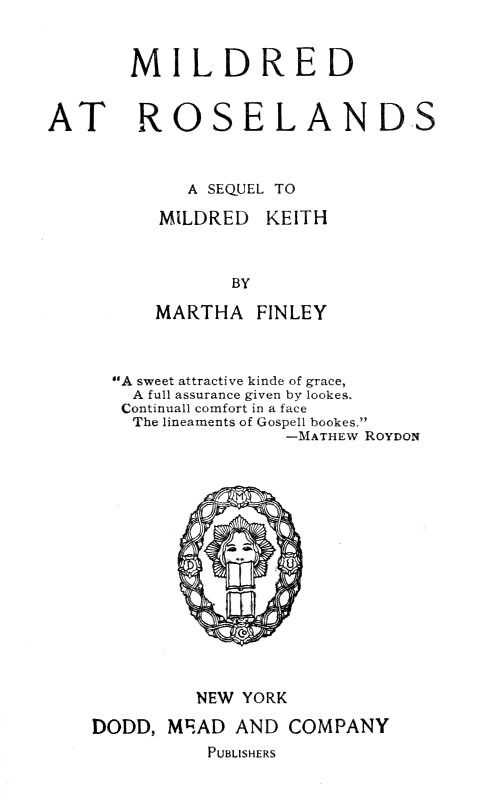 MILDRED
AT ROSELANDS
A SEQUEL TO
MILDRED KEITH
BY
MARTHA FINLEY
"A sweet attractive kinde of grace,
A full assurance given by lookes.
Continuall comfort in a face
The lineaments of Gospell bookes."
—MATHEW ROYDON
M
D
U
C
NEW YORK
DODD, MEAD AND COMPANY
PUBLISHERS